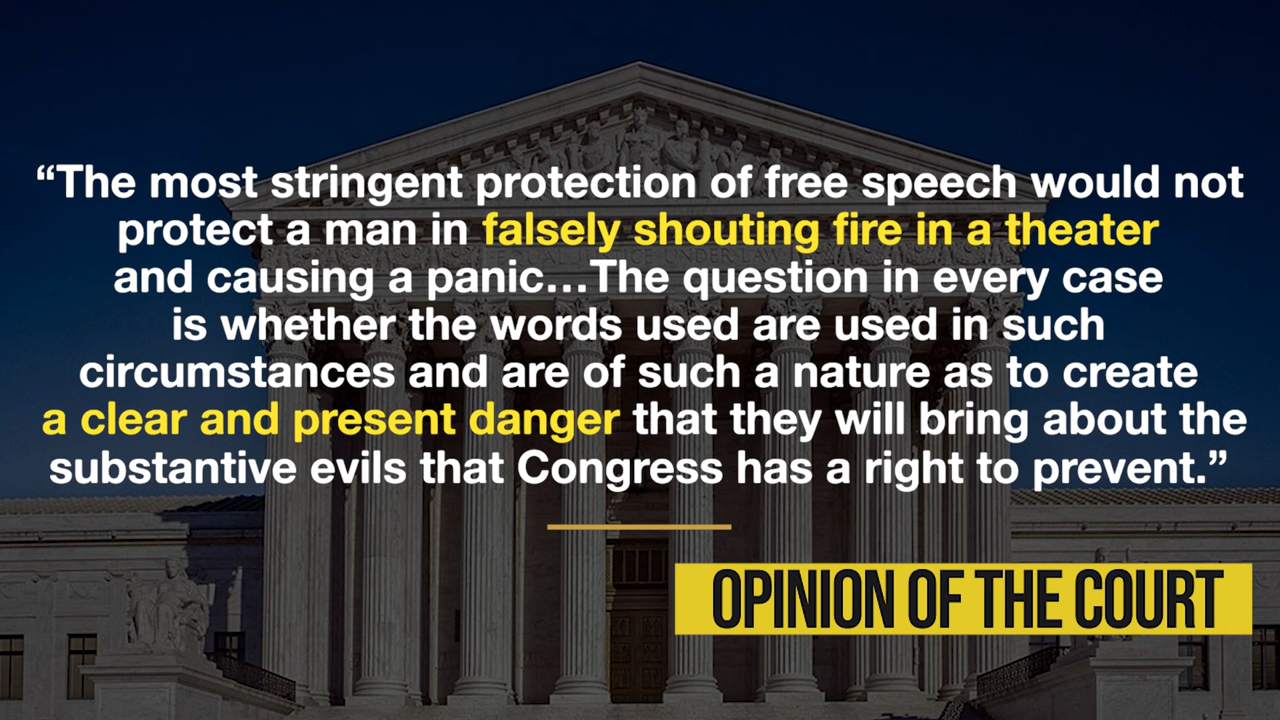 “The most stringent protection of free speech would not
protect a man in falsely shouting fire in a theater
and causing a panic...The question in every case
is whether the words used are used in such
circumstances and are of such a nature as to create
a clear and present danger that they will bring about the
substantive evils that Congress has a right to prevent.”
OPINION OF THE COURT